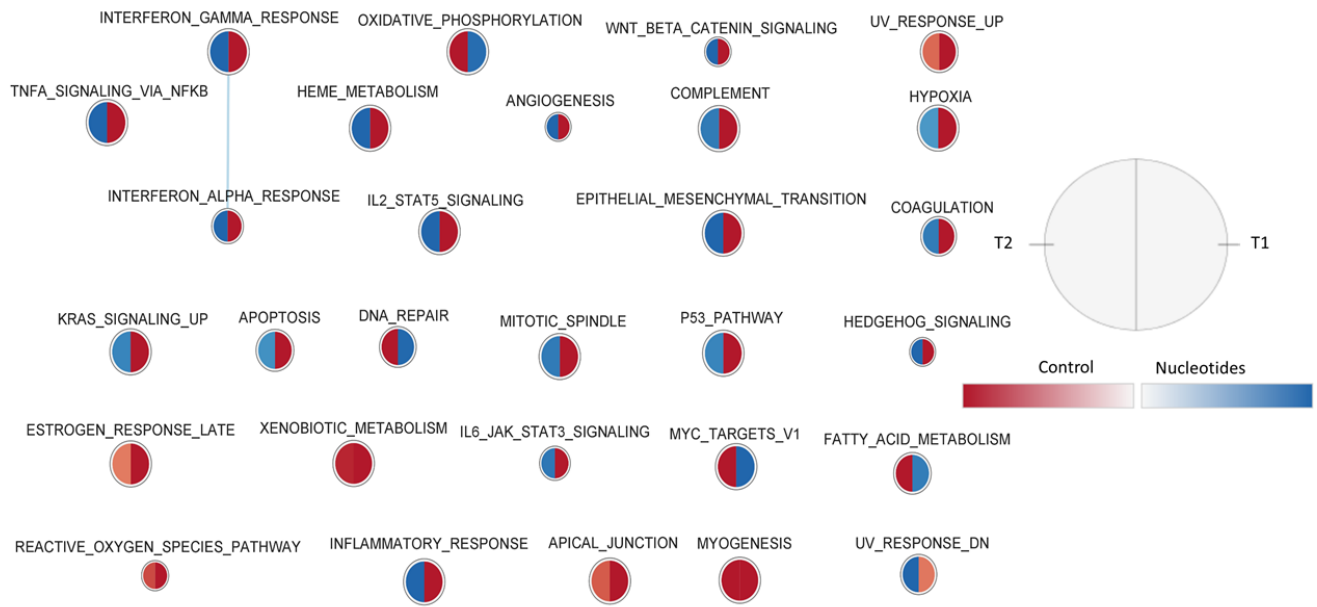 INTERFERON_GAMMA_RESPONSE
OXIDATIVE_PHOSPHORYLATION
WNT_BETA_CATENIN_SIGNALING
UV_RESPONSE_UP
TNFA_SIGNALING_VIA_NFKB
HEME_METABOLISM
ANGIOGENESIS
COMPLEMENT
HYPOXIA
INTERFERON_ALPHA_RESPONSE
IL2_STAT5_SIGNALING
EPITHELIAL_MESENCHYMAL_TRANSITION
COAGULATION
T2
T1
KRAS_SIGNALING_UP
APOPTOSIS
DNA_REPAIR
MITOTIC_SPINDLE
P53_PATHWAY
HEDGEHOG_SIGNALING
Control
Nucleotides
ESTROGEN_RESPONSE_LATE
XENOBIOTIC_METABOLISM
IL6_JAK_STAT3_SIGNALING
MYC_TARGETS_V1
FATTY_ACID_METABOLISM
REACTIVE_OXYGEN_SPECIES_PATHWAY
INFLAMMATORY_RESPONSE
APICAL_JUNCTION
MYOGENESIS
UV_RESPONSE_DN